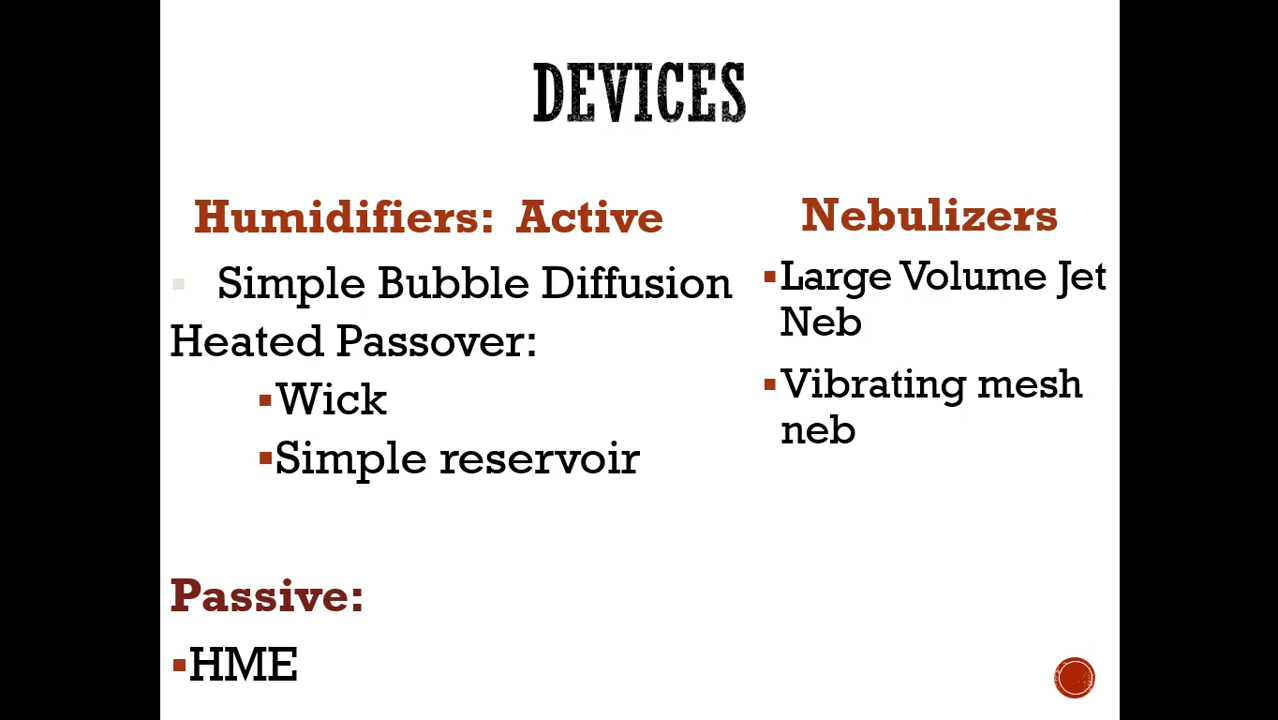 DEVICES
Humidifiers: Active
Simple Bubble Diffusion
Heated Passover:
Wick
Simple reservoir
Passive:
HME
Nebulizers
Large Volume Jet
Neb
Vibrating mesh
neb